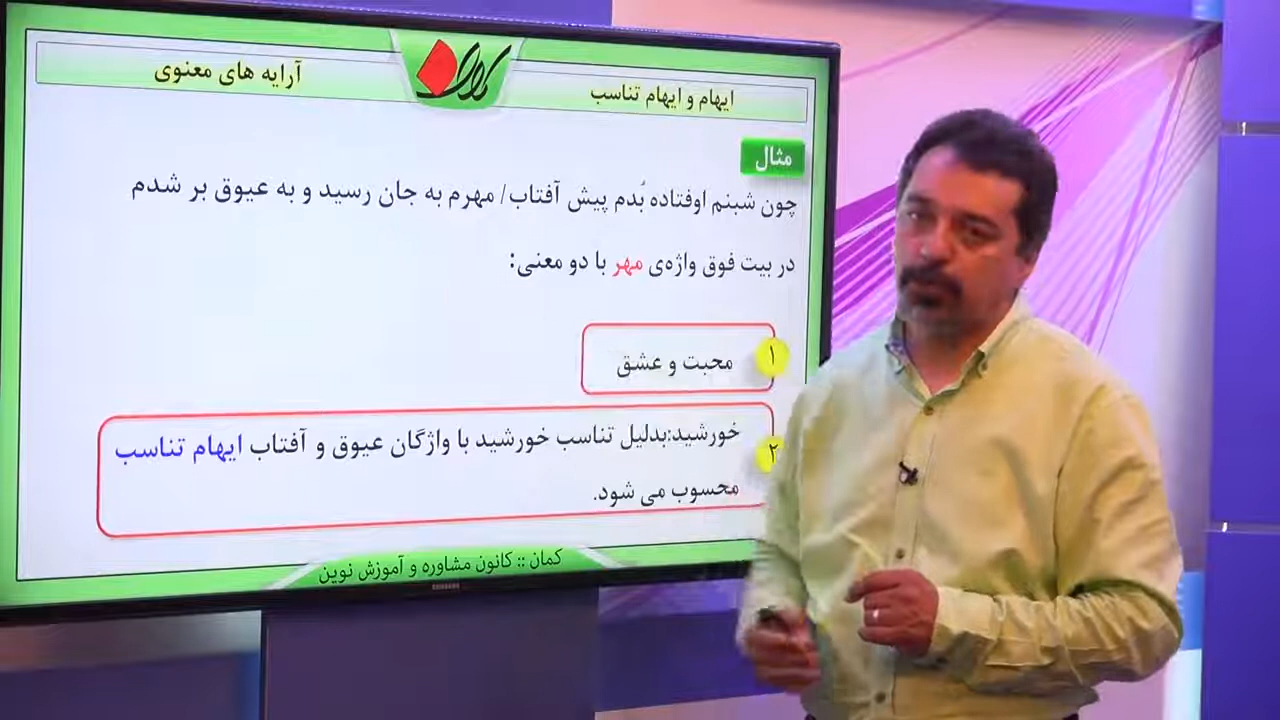 ایهام و ایهام تناسب
آرایه های معنوی
کمان
مثال
چون شبنم اوفتاده بُدم پیش آفتاب/ مهرم به جان رسید و به عیوق بر شدم
در بیت فوق واژه‌ی مهر با دو معنی:
۱ محبت و عشق
۲ خورشید:بدلیل تناسب خورشید با واژگان عیوق و آفتاب ایهام تناسب
محسوب می شود.
کمان :: کانون مشاوره و آموزش نوین